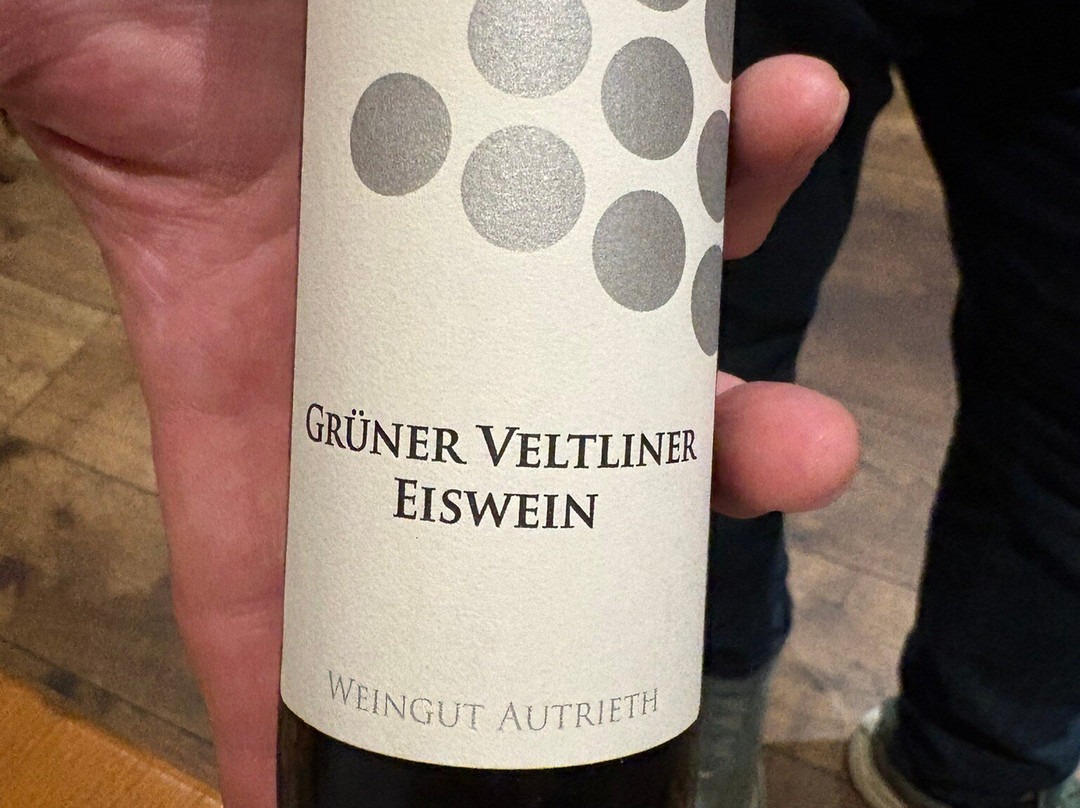 Grüner Veltliner
Eiswein
Weingut Autrieth